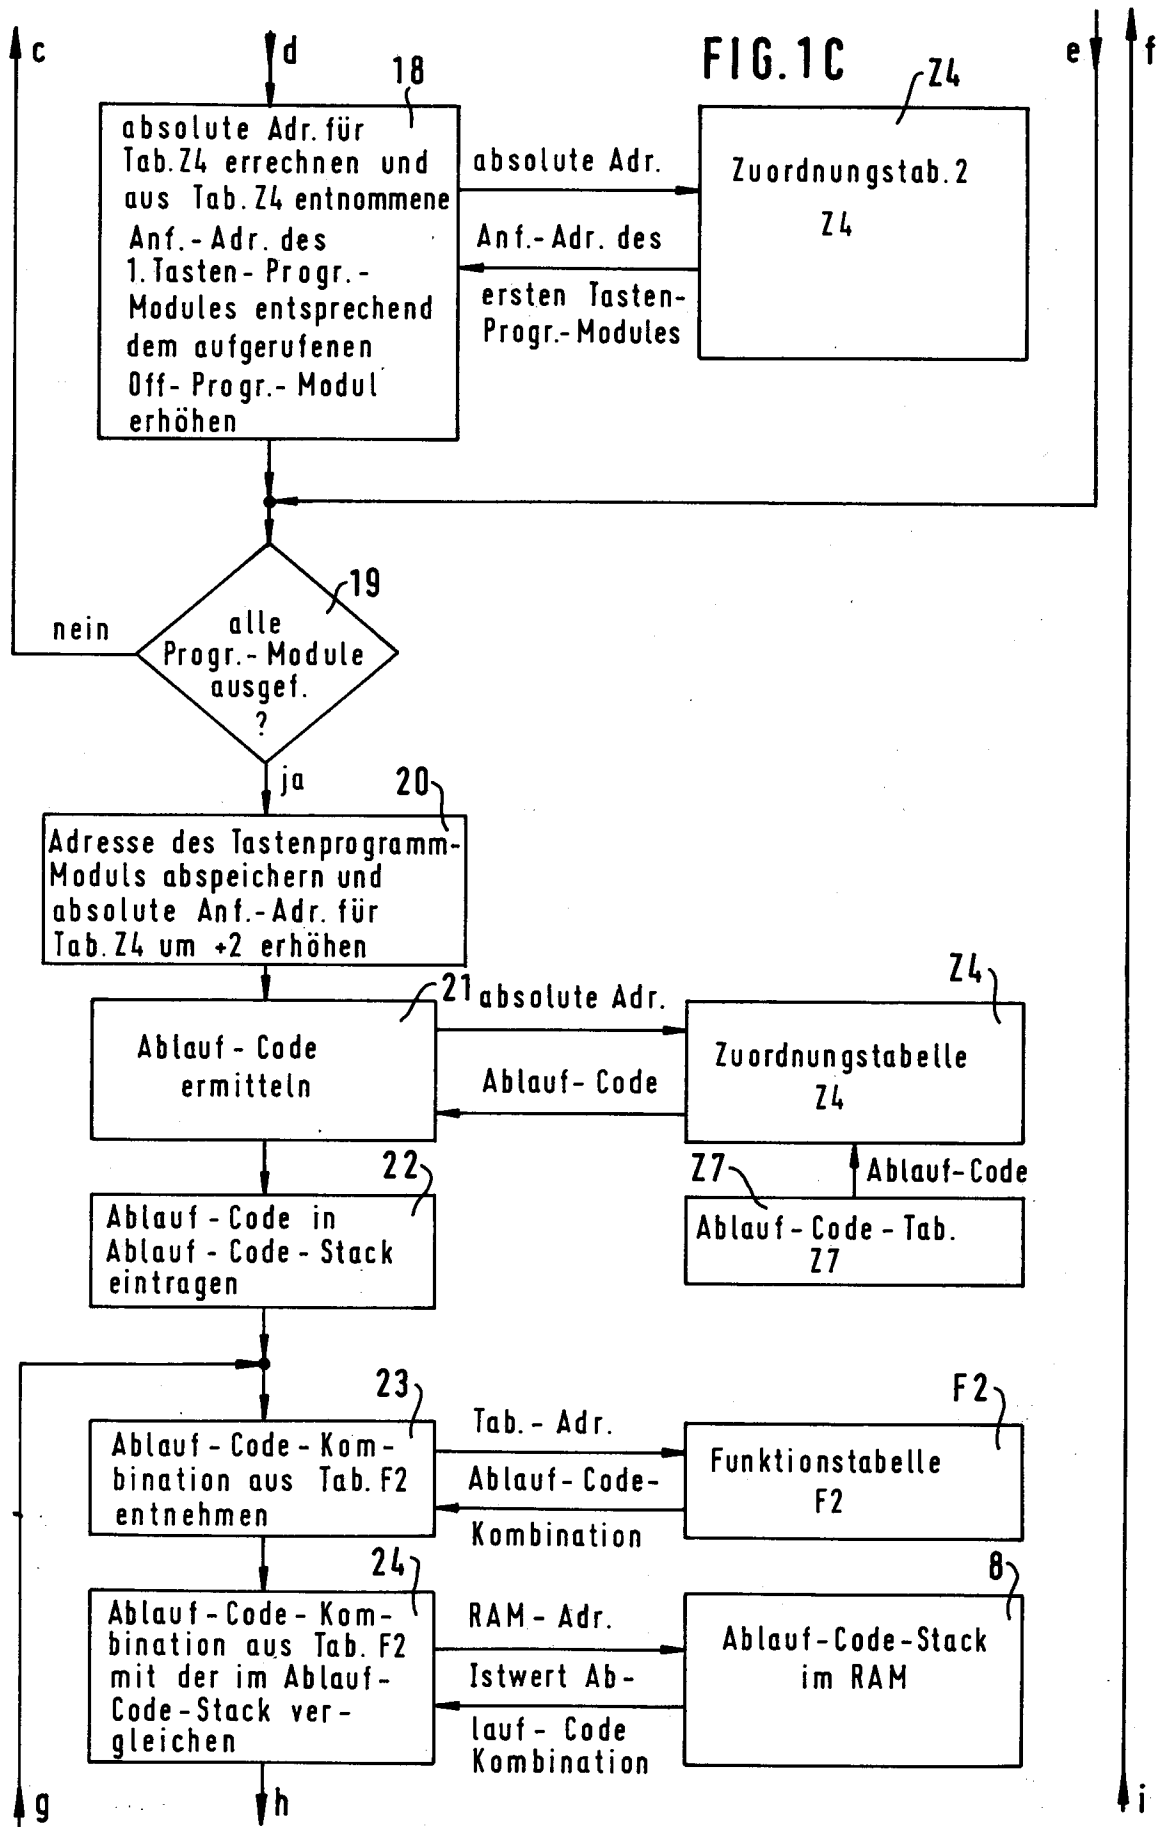 c
d
FIG.1C
e
f
18
Z4
absolute Adr. für
Tab. Z4 errechnen und
aus Tab. Z4 entnommene
Anf.-Adr. des
1. Tasten-Progr.-
Modules entsprechend
dem aufgerufenen
Off-Progr.-Modul
erhöhen
absolute Adr.
Anf.-Adr. des
ersten Tasten-
Progr.-Modules
Zuordnungstab. 2
Z4
19
nein
alle
Progr.-Module
ausgef.
?
ja
20
Adresse des Tastenprogramm-
Moduls abspeichern und
absolute Anf.-Adr. für
Tab. Z4 um +2 erhöhen
21
absolute Adr.
Z4
Ablauf-Code
ermitteln
Ablauf-Code
Zuordnungstabelle
Z4
22
Z7
Ablauf-Code
Ablauf-Code in
Ablauf-Code-Stack
eintragen
Ablauf-Code-Tab.
Z7
23
F2
Ablauf-Code-Kom-
bination aus Tab. F2
entnehmen
Tab.-Adr.
Ablauf-Code-
Kombination
Funktionstabelle
F2
24
8
Ablauf-Code-Kom-
bination aus Tab. F2
mit der im Ablauf-
Code-Stack ver-
gleichen
RAM-Adr.
Istwert Ab-
lauf-Code
Kombination
Ablauf-Code-Stack
im RAM
g
h
i